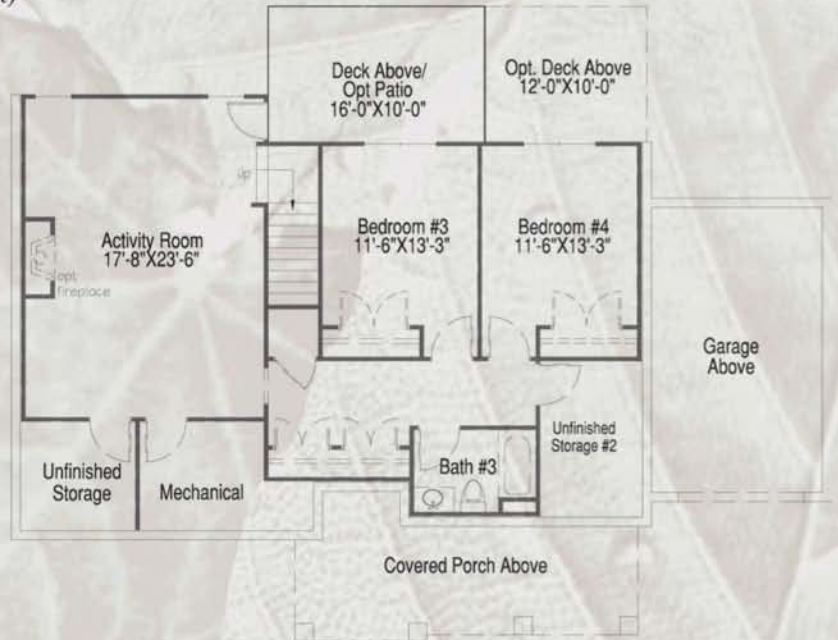 Deck Above/
Opt Patio
16'-0"X10'-0"
Opt. Deck Above
12'-0"X10'-0"
up
Activity Room
17'-8"X23'-6"
opt
fireplace
Bedroom #3
11'-6"X13'-3"
Bedroom #4
11'-6"X13'-3"
Garage
Above
Unfinished
Storage
Mechanical
Bath #3
Unfinished
Storage #2
Covered Porch Above